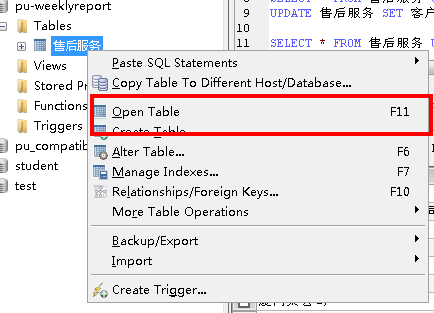 pu-weeklyreport
Tables
售后服务
Views
Stored Pr
Functions
Triggers
pu_compatib
student
test
8
9 UPDATE 售后服务 SET 客户
10
11 SELECT * FROM 售后服务 W
Paste SQL Statements
Copy Table To Different Host/Database...
Open Table F11
Create Table
Alter Table... F6
Manage Indexes... F7
Relationships/Foreign Keys... F10
More Table Operations
Backup/Export
Import
Create Trigger...